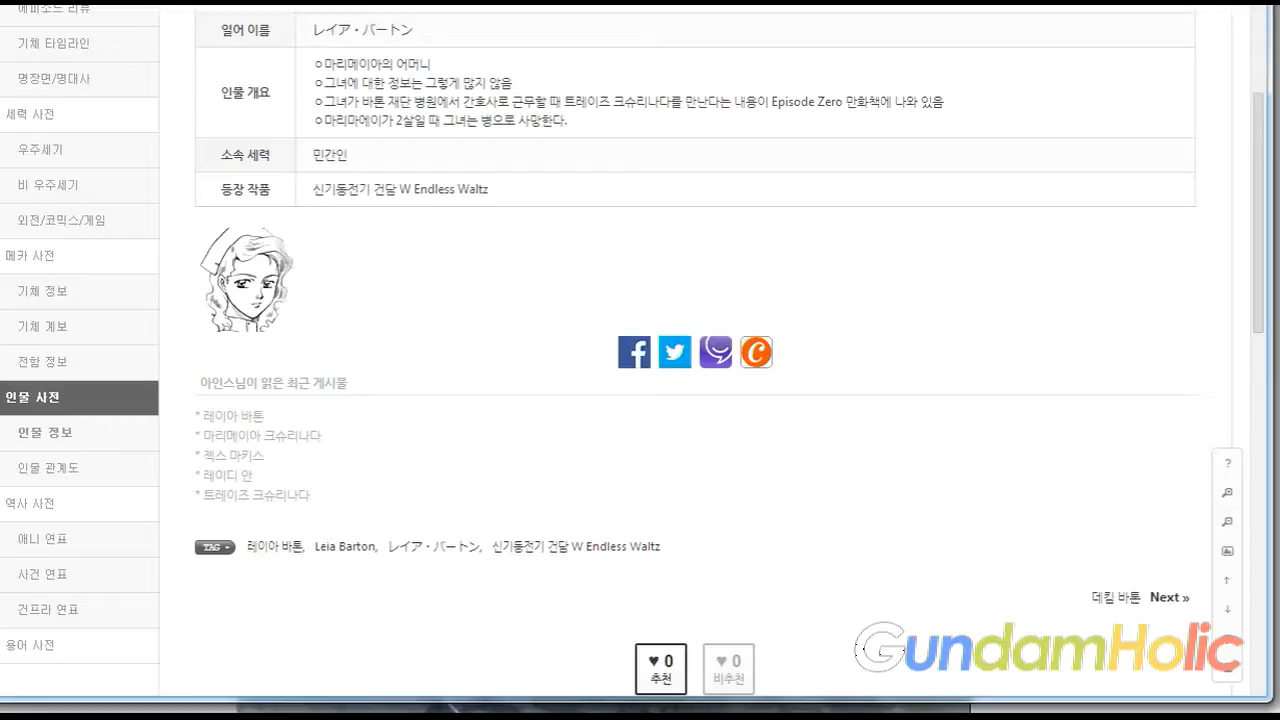 에피소드 리뷰
기체 타임라인
명장면/명대사
세력 사전
우주세기
비 우주세기
외전/코믹스/게임
메카 사전
기체 정보
기체 계보
전함 정보
인물 사전
인물 정보
인물 관계도
역사 사전
애니 연표
사건 연표
건프라 연표
용어 사전
일어 이름
レイア・バートン
인물 개요
마리메이아의 어머니
그녀에 대한 정보는 그렇게 많지 않음
그녀가 바톤 재단 병원에서 간호사로 근무할 때 트레이즈 크슈리나다를 만난다는 내용이 Episode Zero 만화책에 나와 있음
마리마에이가 2살일 때 그녀는 병으로 사망한다.
소속 세력
민간인
등장 작품
신기동전기 건담 W Endless Waltz
아인스님이 읽은 최근 게시물
* 레이아 바톤
* 마리메이아 크슈리나다
* 젝스 마키스
* 레이디 안
* 트레이즈 크슈리나다
TAG 레이아 바톤, Leia Barton, レイア・バートン, 신기동전기 건담 W Endless Waltz
데킴 바톤 Next »
♥ 0
추천
♥ 0
비추천
GundamHolic